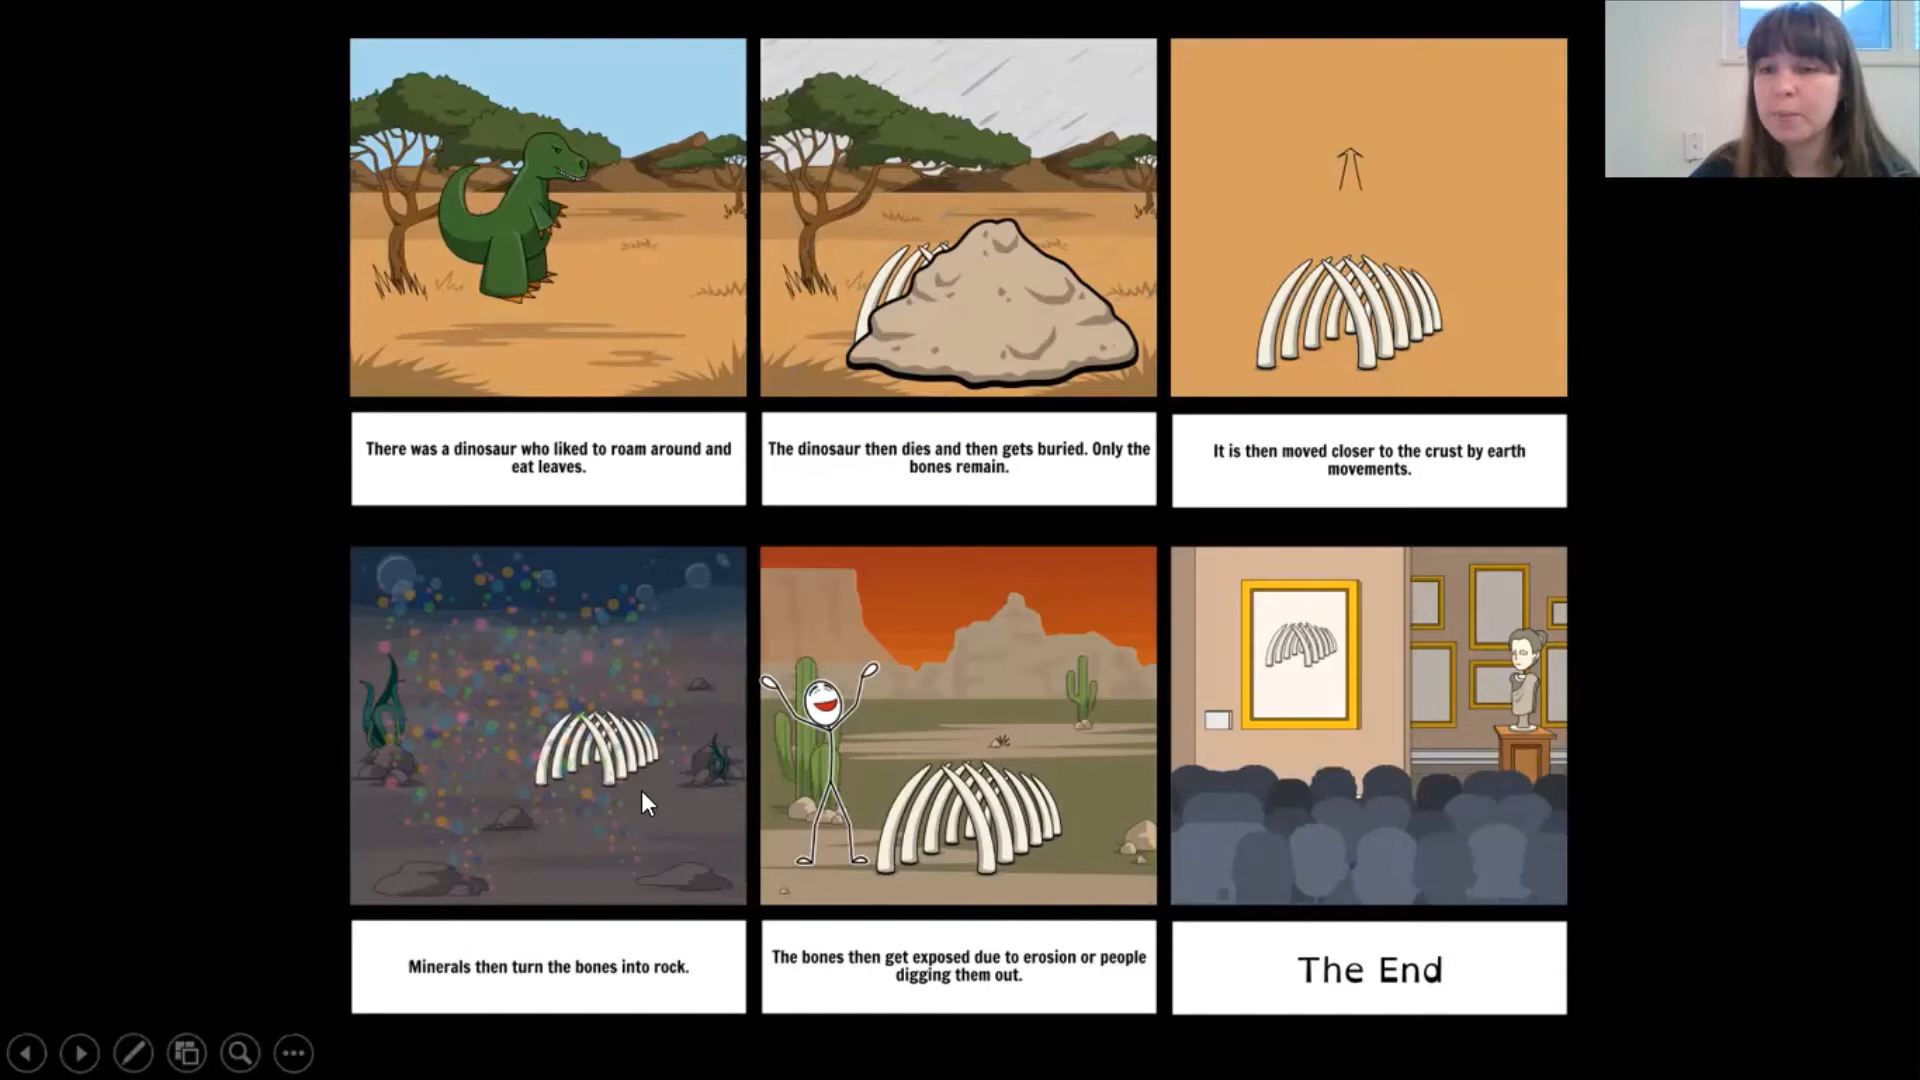 There was a dinosaur who liked to roam around and
eat leaves.
The dinosaur then dies and then gets buried. Only the
bones remain.
It is then moved closer to the crust by earth
movements.
Minerals then turn the bones into rock.
The bones then get exposed due to erosion or people
digging them out.
The End